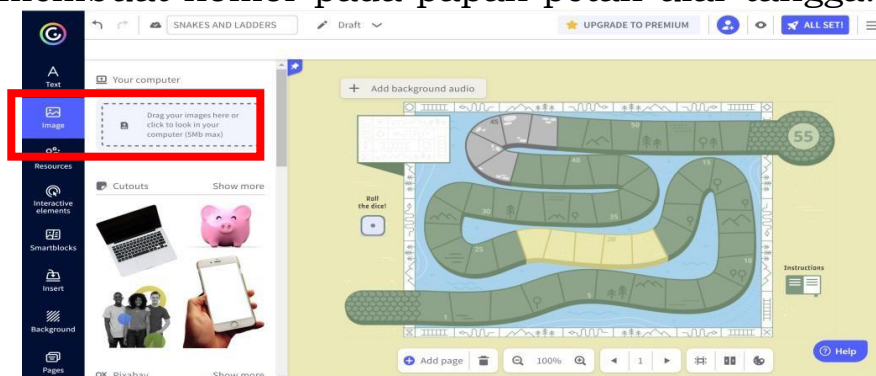 membuat nomer pada papan petak ular tangga.
SNAKES AND LADDERS
Draft
UPGRADE TO PREMIUM
ALL SET!
Text
Image
Resources
Interactive
elements
Smartblocks
Insert
Background
Pages
Your computer
Drag your images here or
click to look in your
computer (5Mb max)
Cutouts
Show more
Show more
Add background audio
Roll
the dice!
55
50
45
40
35
30
25
20
15
10
5
1
Instructions
Add page
100%
1
Help